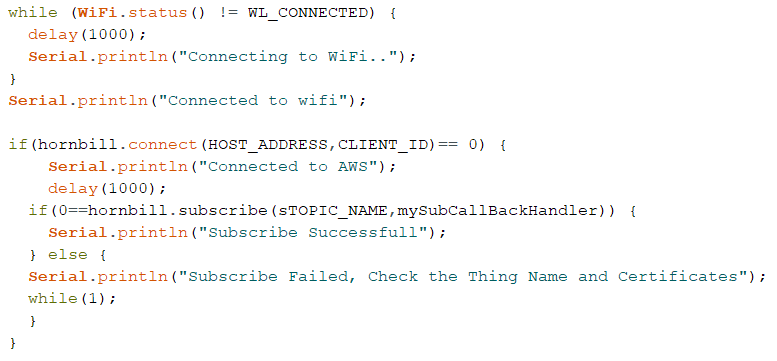 while (WiFi.status() != WL_CONNECTED) {
  delay(1000);
  Serial.println("Connecting to WiFi..");
}
Serial.println("Connected to wifi");

if(hornbill.connect(HOST_ADDRESS,CLIENT_ID)== 0) {
    Serial.println("Connected to AWS");
    delay(1000);
  if(0==hornbill.subscribe(sTOPIC_NAME,mySubCallBackHandler)) {
    Serial.println("Subscribe Successfull");
  } else {
  Serial.println("Subscribe Failed, Check the Thing Name and Certificates");
  while(1);
  }
}